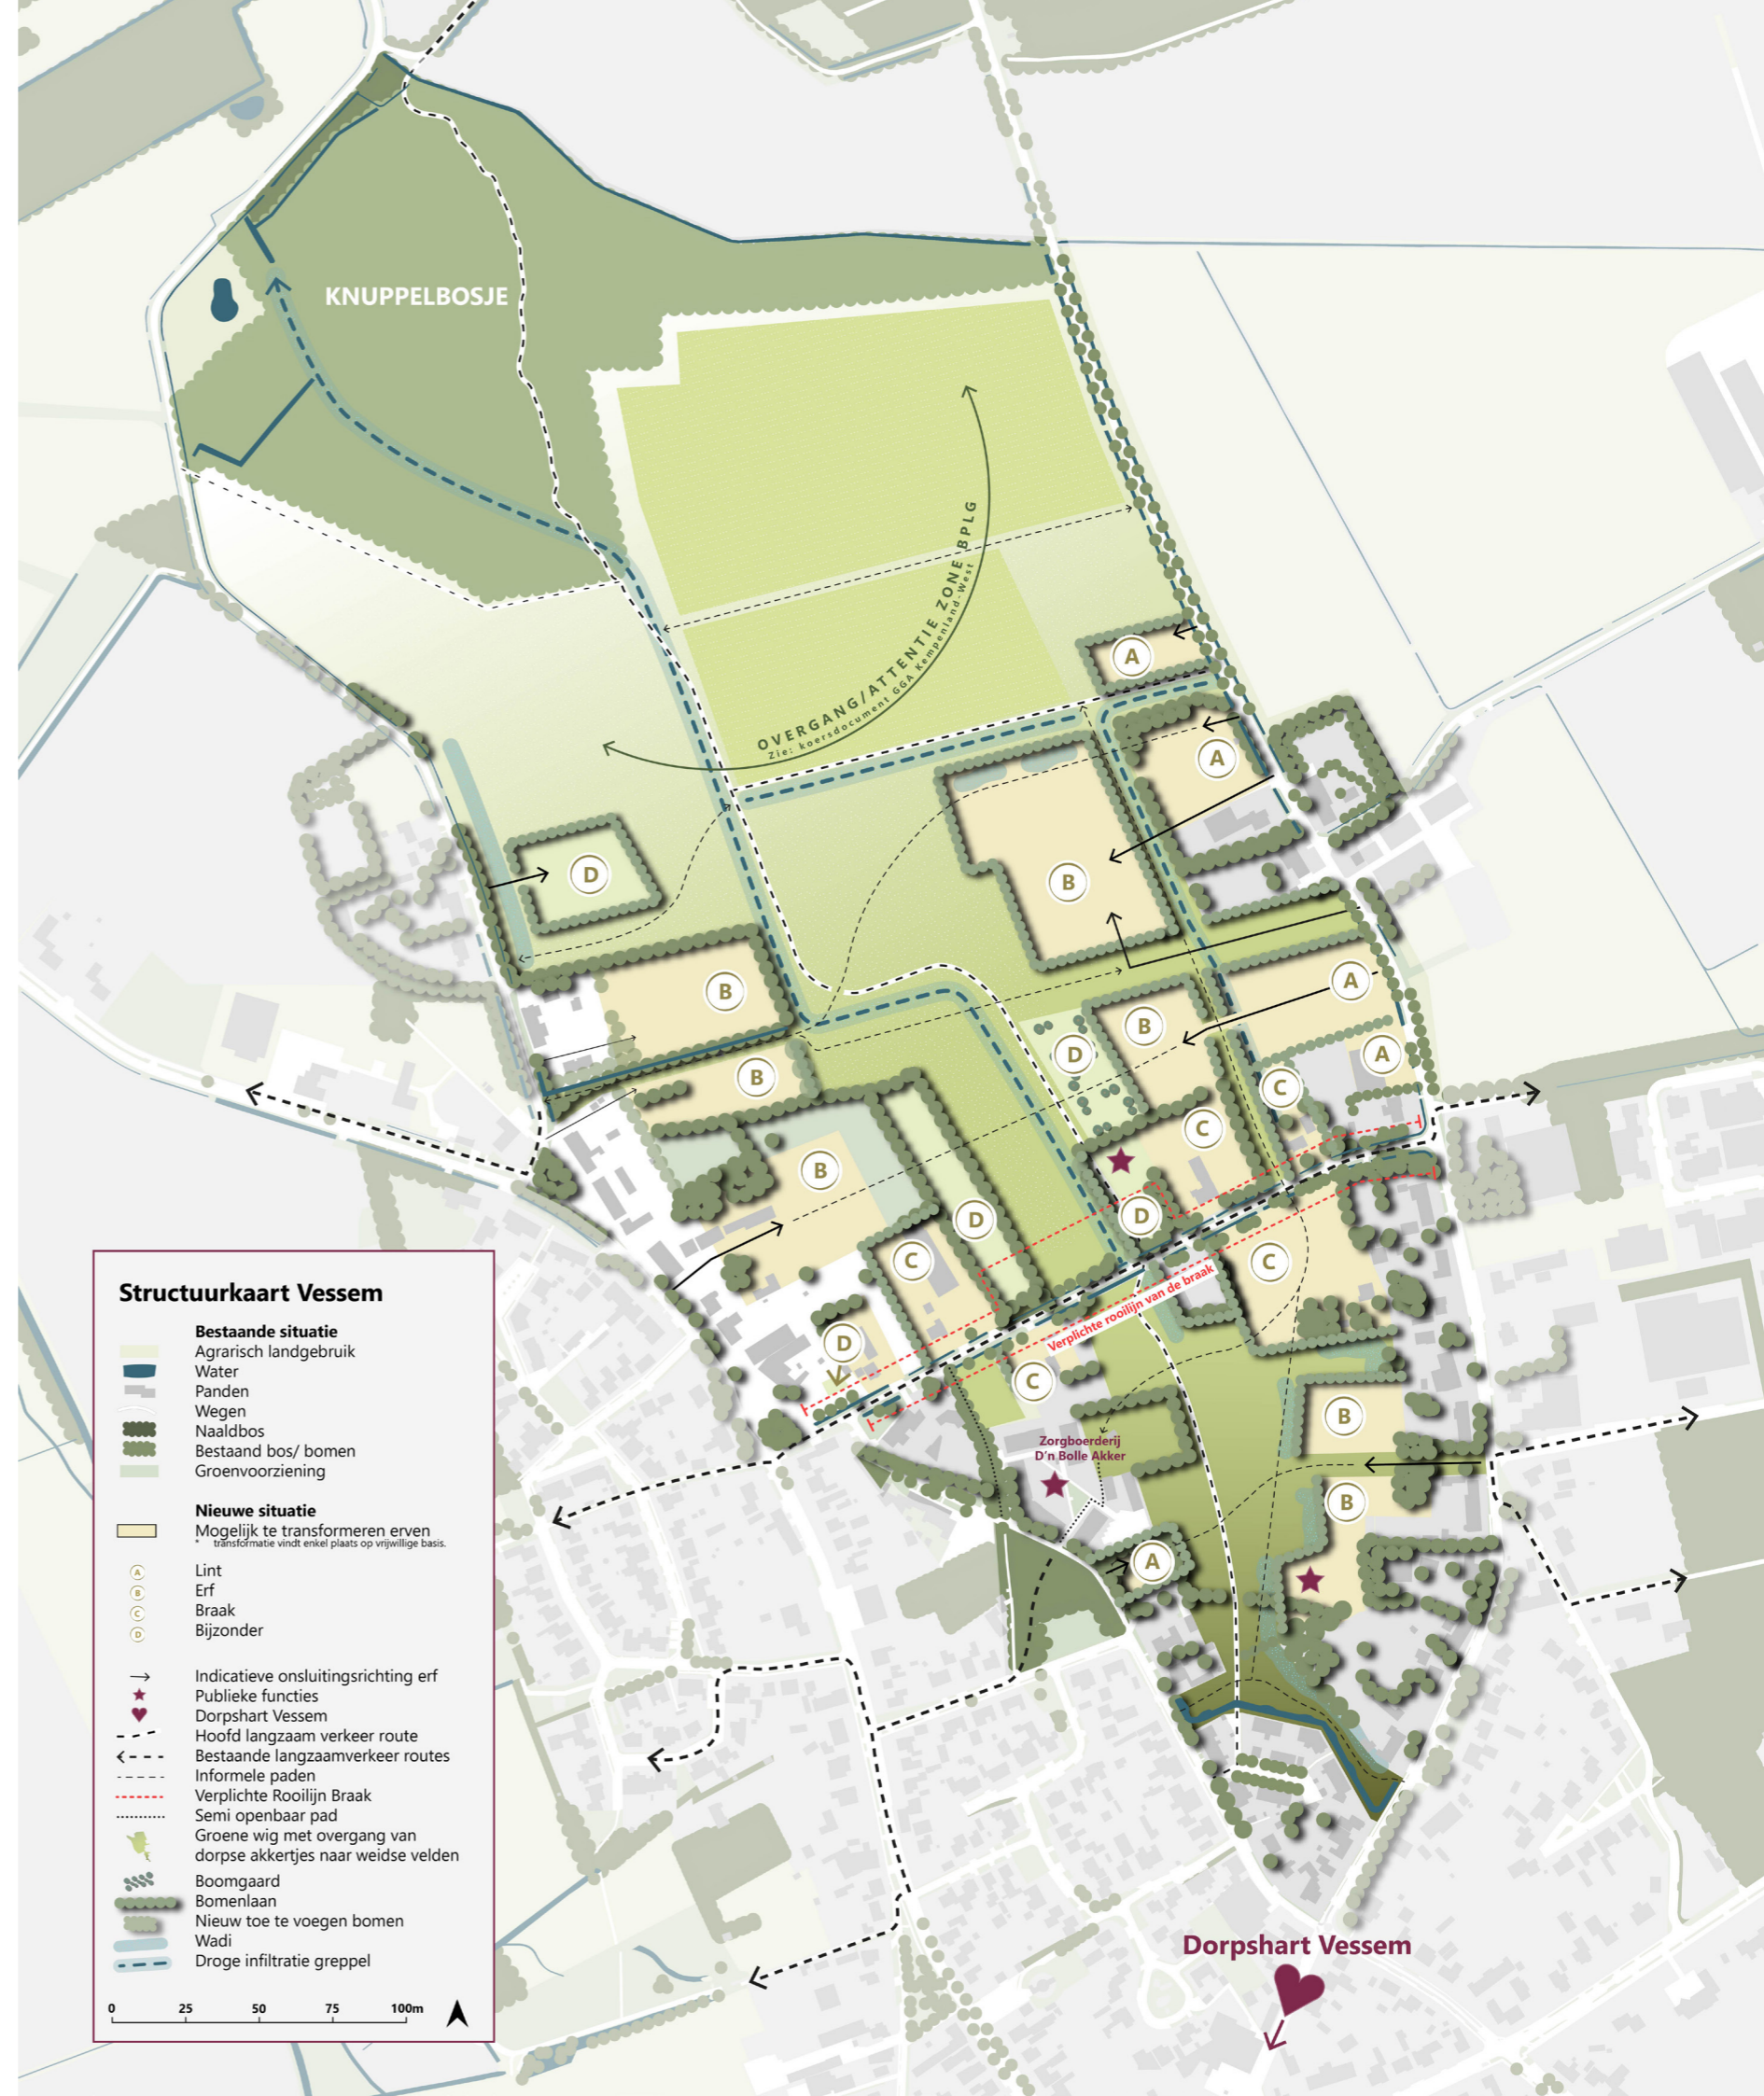 KNUPPELBOSJE
OVERGANG/ATTENTIE ZONE BPLG
Zie: koersdocument GGA Kempenland-West
A
A
B
D
A
B
B
D
A
B
C
C
B
D
D
C
C
D
C
B
B
A
Verplichte rooilijn van de braak
Zorgboerderij
D'n Bolle Akker
Structuurkaart Vessem
Bestaande situatie
Agrarisch landgebruik
Water
Panden
Wegen
Naaldbos
Bestaand bos/ bomen
Groenvoorziening
Nieuwe situatie
Mogelijk te transformeren erven
* transformatie vindt enkel plaats op vrijwillige basis.
A Lint
B Erf
C Braak
D Bijzonder
Indicatieve onsluitingsrichting erf
Publieke functies
Dorpshart Vessem
Hoofd langzaam verkeer route
Bestaande langzaamverkeer routes
Informele paden
Verplichte Rooilijn Braak
Semi openbaar pad
Groene wig met overgang van
dorpse akkertjes naar weidse velden
Boomgaard
Bomenlaan
Nieuw toe te voegen bomen
Wadi
Droge infiltratie greppel
0 25 50 75 100m
Dorpshart Vessem